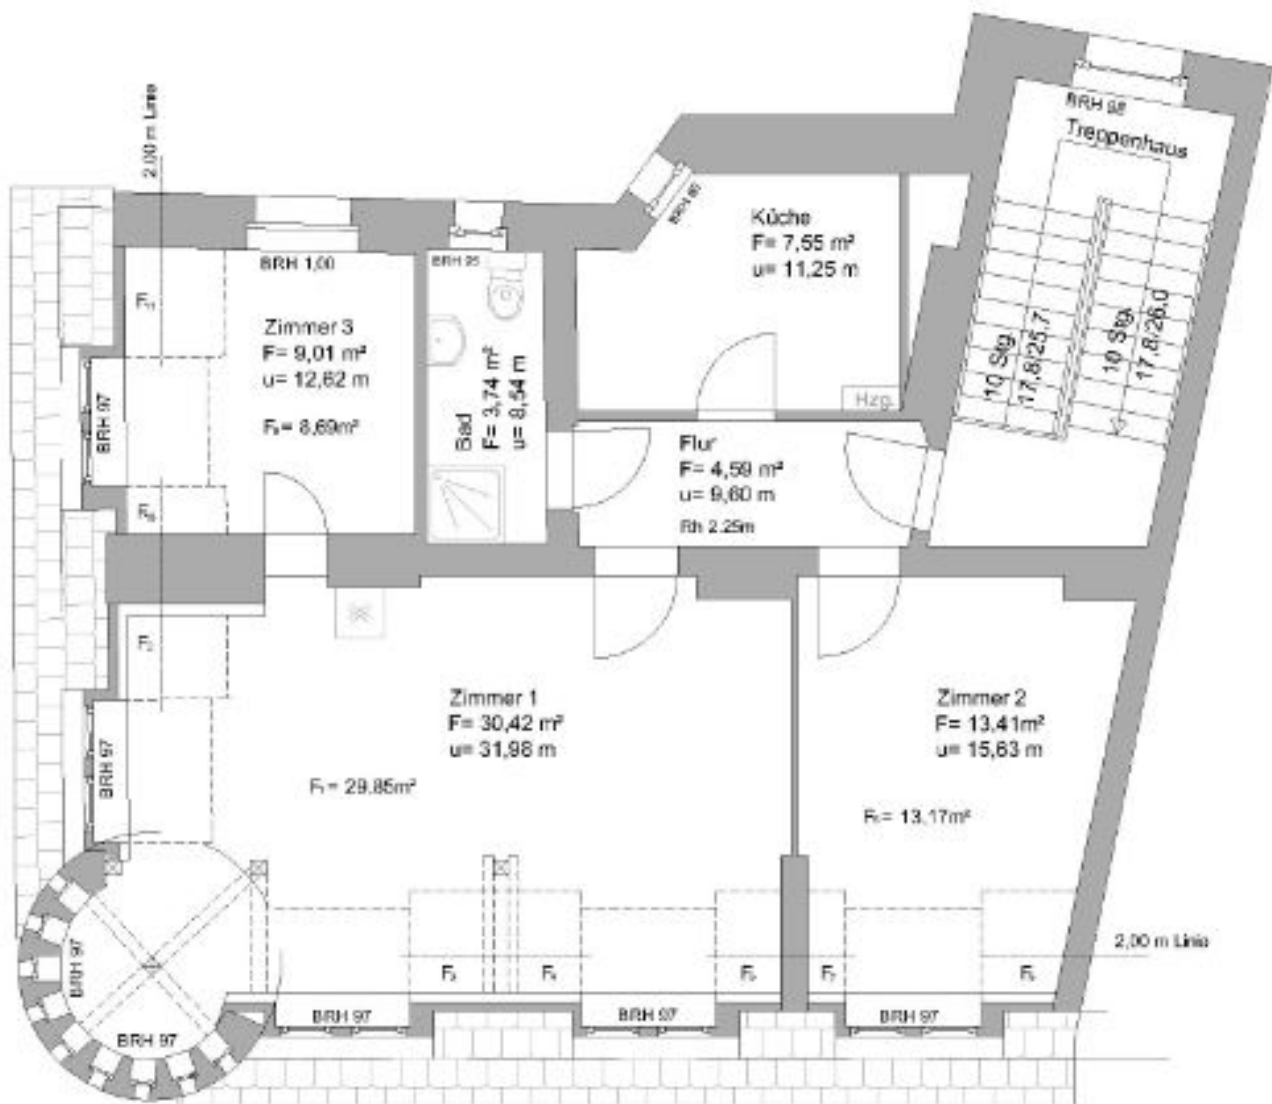 2,00 m Linie
BRH 98
Treppenhaus
10 Stg.
17,8/25,7
10 Stg.
17,8/26,0
BRH 1,00
Zimmer 3
F= 9,01 m²
u= 12,62 m
8,69m²
BRH 97
BRH 95
Bad
F= 3,74 m²
u= 8,54 m
Küche
F= 7,55 m²
u= 11,25 m
Hzg.
Flur
F= 4,59 m²
u= 9,60 m
Rh 2.25m
Zimmer 1
F= 30,42 m²
u= 31,98 m
29,85m²
BRH 97
Zimmer 2
F= 13,41m²
u= 15,63 m
13,17m²
2,00 m Linie
BRH 97
BRH 97
BRH 97
BRH 97
BRH 97